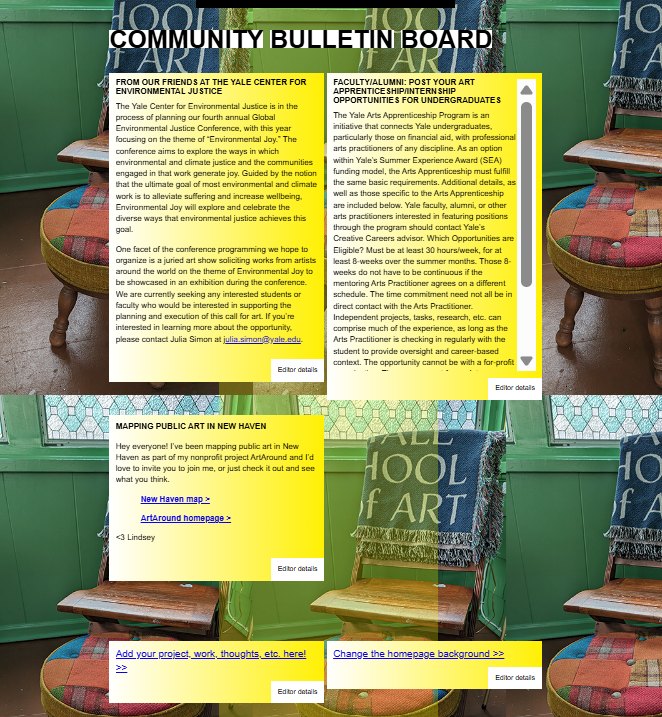 COMMUNITY BULLETIN BOARD
FROM OUR FRIENDS AT THE YALE CENTER FOR
ENVIRONMENTAL JUSTICE
The Yale Center for Environmental Justice is in the
process of planning our fourth annual Global
Environmental Justice Conference, with this year
focusing on the theme of "Environmental Joy." The
conference aims to explore the ways in which
environmental and climate justice and the communities
engaged in that work generate joy. Guided by the notion
that the ultimate goal of most environmental and climate
work is to alleviate suffering and increase wellbeing,
Environmental Joy will explore and celebrate the
diverse ways that environmental justice achieves this
goal.
One facet of the conference programming we hope to
organize is a juried art show soliciting works from artists
around the world on the theme of Environmental Joy to
be showcased in an exhibition during the conference.
We are currently seeking any interested students or
faculty who would be interested in supporting the
planning and execution of this call for art. If you're
interested in learning more about the opportunity,
please contact Julia Simon at julia.simon@yale.edu.
Editor details
FACULTY/ALUMNI: POST YOUR ART
APPRENTICESHIP/INTERNSHIP
OPPORTUNITIES FOR UNDERGRADUATES
The Yale Arts Apprenticeship Program is an
initiative that connects Yale undergraduates,
particularly those on financial aid, with professional
arts practitioners of any discipline. As an option
within Yale's Summer Experience Award (SEA)
funding model, the Arts Apprenticeship must fulfill
the same basic requirements. Additional details, as
well as those specific to the Arts Apprenticeship
are included below. Yale faculty, alumni, or other
arts practitioners interested in featuring positions
through the program should contact Yale's
Creative Careers advisor. Which Opportunities are
Eligible? Must be at least 30 hours/week, for at
least 8-weeks over the summer months. Those 8-
weeks do not have to be continuous if the
mentoring Arts Practitioner agrees on a different
schedule. The time commitment need not all be in
direct contact with the Arts Practitioner.
Independent projects, tasks, research, etc. can
comprise much of the experience, as long as the
Arts Practitioner is checking in regularly with the
student to provide oversight and career-based
context. The opportunity cannot be with a for-profit
Editor details
MAPPING PUBLIC ART IN NEW HAVEN
Hey everyone! I've been mapping public art in New
Haven as part of my nonprofit project ArtAround and I'd
love to invite you to join me, or just check it out and see
what you think.
New Haven map >
ArtAround homepage >
<3 Lindsey
Editor details
YALE
SCHOOL
of ART
Add your project, work, thoughts, etc. here!
>>
Editor details
Change the homepage background >>
Editor details